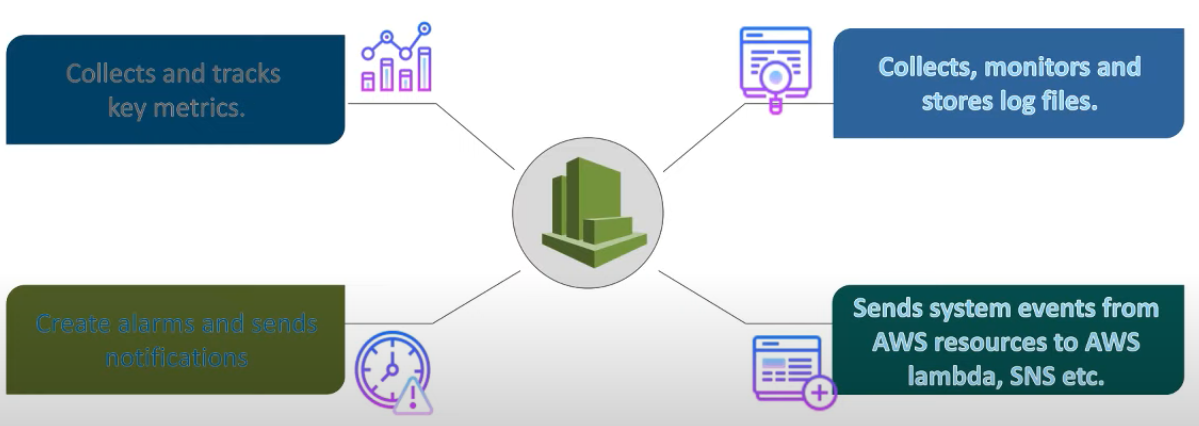 Collects and tracks
key metrics.
Collects, monitors and
stores log files.
Create alarms and sends
notifications
Sends system events from
AWS resources to AWS
lambda, SNS etc.